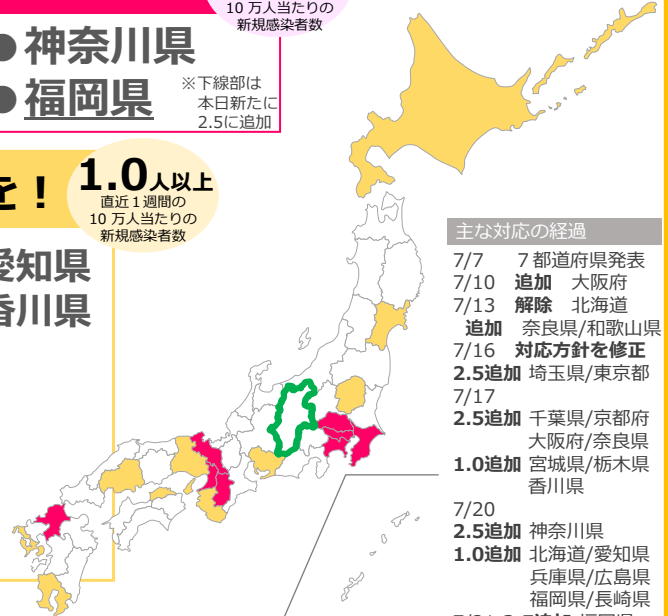 10 万人当たりの
新規感染者数
●神奈川県
●福岡県
※下線部は
本日新たに
2.5に追加
を！
1.0人以上
直近１週間の
10 万人当たりの
新規感染者数
愛知県
香川県
主な対応の経過
7/7 ７都道府県発表
7/10 追加 大阪府
7/13 解除 北海道
追加 奈良県/和歌山県
7/16 対応方針を修正
2.5追加 埼玉県/東京都
7/17
2.5追加 千葉県/京都府
大阪府/奈良県
1.0追加 宮城県/栃木県
香川県
7/20
2.5追加 神奈川県
1.0追加 北海道/愛知県
兵庫県/広島県
福岡県/長崎県